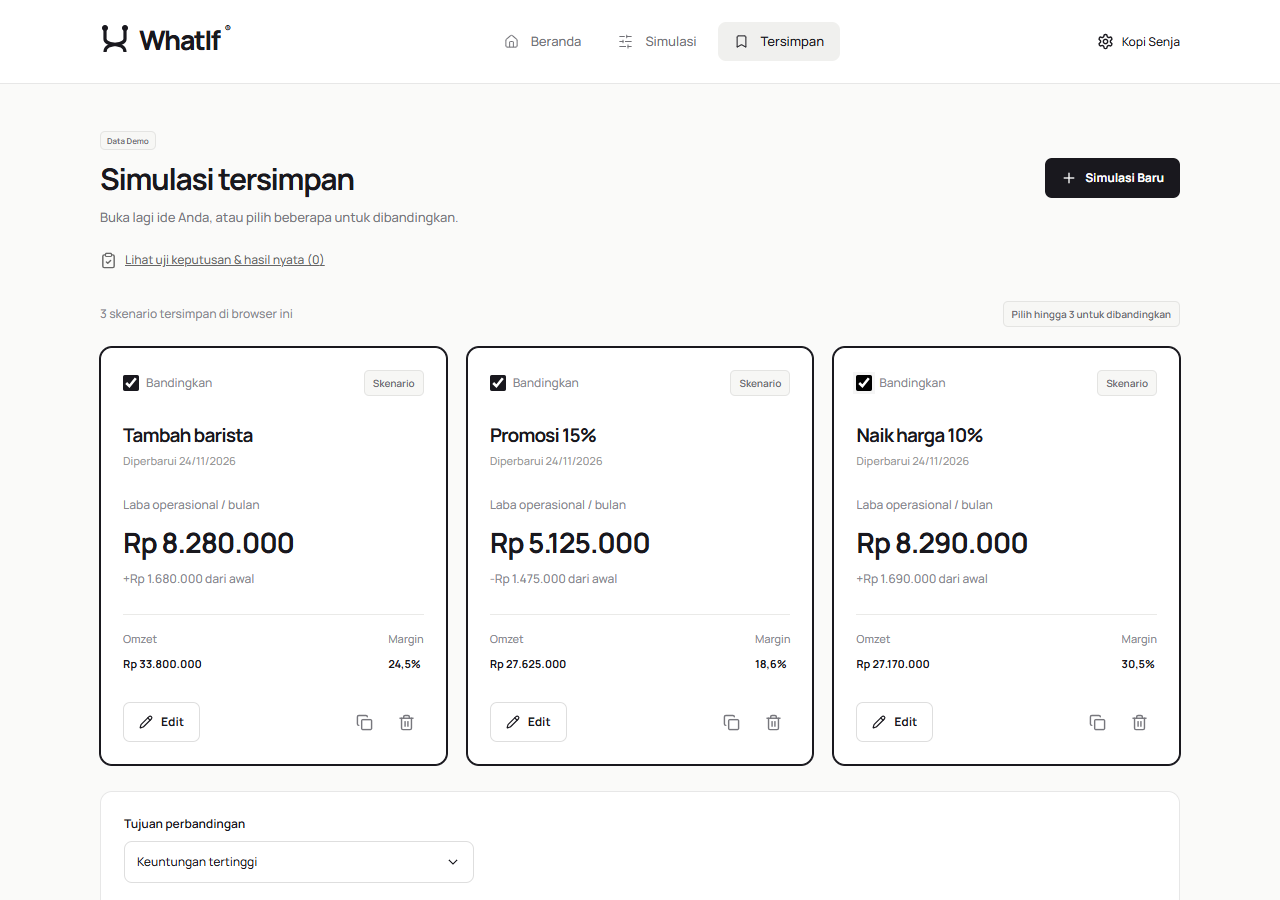 WhatIf®
Beranda
Simulasi
Tersimpan
Kopi Senja
Data Demo
Simulasi tersimpan
Simulasi Baru
Buka lagi ide Anda, atau pilih beberapa untuk dibandingkan.
Lihat uji keputusan & hasil nyata (0)
3 skenario tersimpan di browser ini
Pilih hingga 3 untuk dibandingkan
Bandingkan
Skenario
Tambah barista
Diperbarui 24/11/2026
Laba operasional / bulan
Rp 8.280.000
+Rp 1.680.000 dari awal
Omzet
Margin
Rp 33.800.000
24,5%
Edit
Bandingkan
Skenario
Promosi 15%
Diperbarui 24/11/2026
Laba operasional / bulan
Rp 5.125.000
-Rp 1.475.000 dari awal
Omzet
Margin
Rp 27.625.000
18,6%
Edit
Bandingkan
Skenario
Naik harga 10%
Diperbarui 24/11/2026
Laba operasional / bulan
Rp 8.290.000
+Rp 1.690.000 dari awal
Omzet
Margin
Rp 27.170.000
30,5%
Edit
Tujuan perbandingan
Keuntungan tertinggi